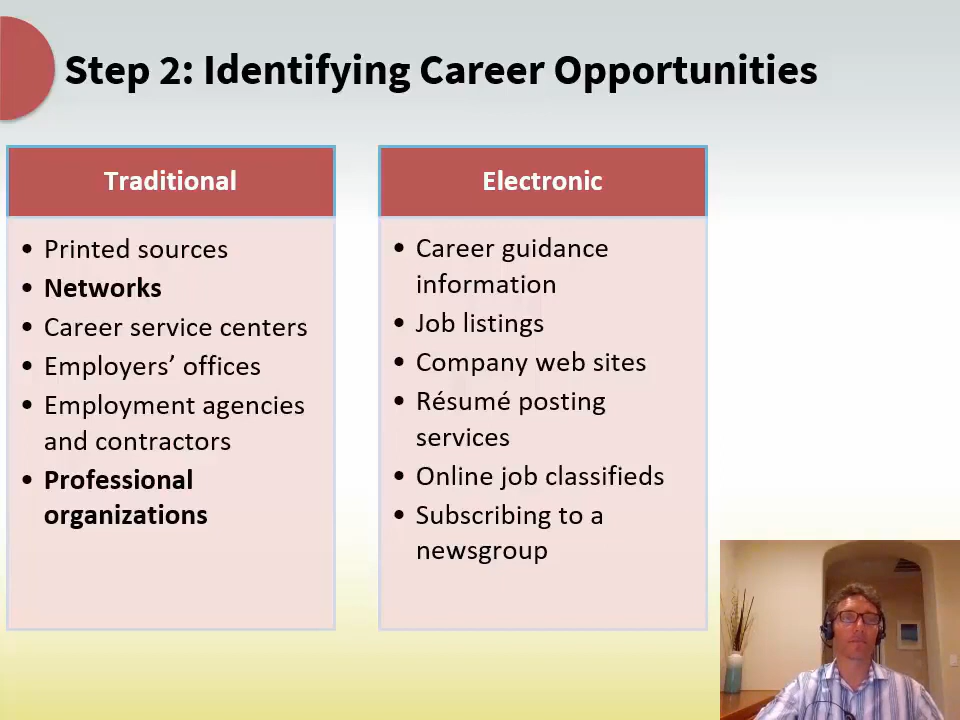 Step 2: Identifying Career Opportunities
Traditional
• Printed sources
• Networks
• Career service centers
• Employers’ offices
• Employment agencies
and contractors
• Professional
organizations
Electronic
• Career guidance
information
• Job listings
• Company web sites
• Résumé posting
services
• Online job classifieds
• Subscribing to a
newsgroup